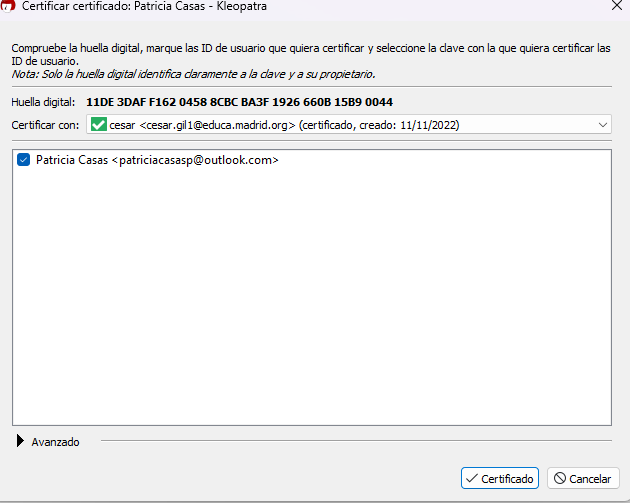 Certificar certificado: Patricia Casas - Kleopatra
Compruebe la huella digital, marque las ID de usuario que quiera certificar y seleccione la clave con la que quiera certificar las
ID de usuario.
Nota: Solo la huella digital identifica claramente a la clave y a su propietario.
Huella digital: 11DE 3DAF F162 0458 8CBC BA3F 1926 660B 15B9 0044
Certificar con: cesar <cesar.gil1@educa.madrid.org> (certificado, creado: 11/11/2022)
Patricia Casas <patriciacasasp@outlook.com>
Avanzado
Certificado Cancelar